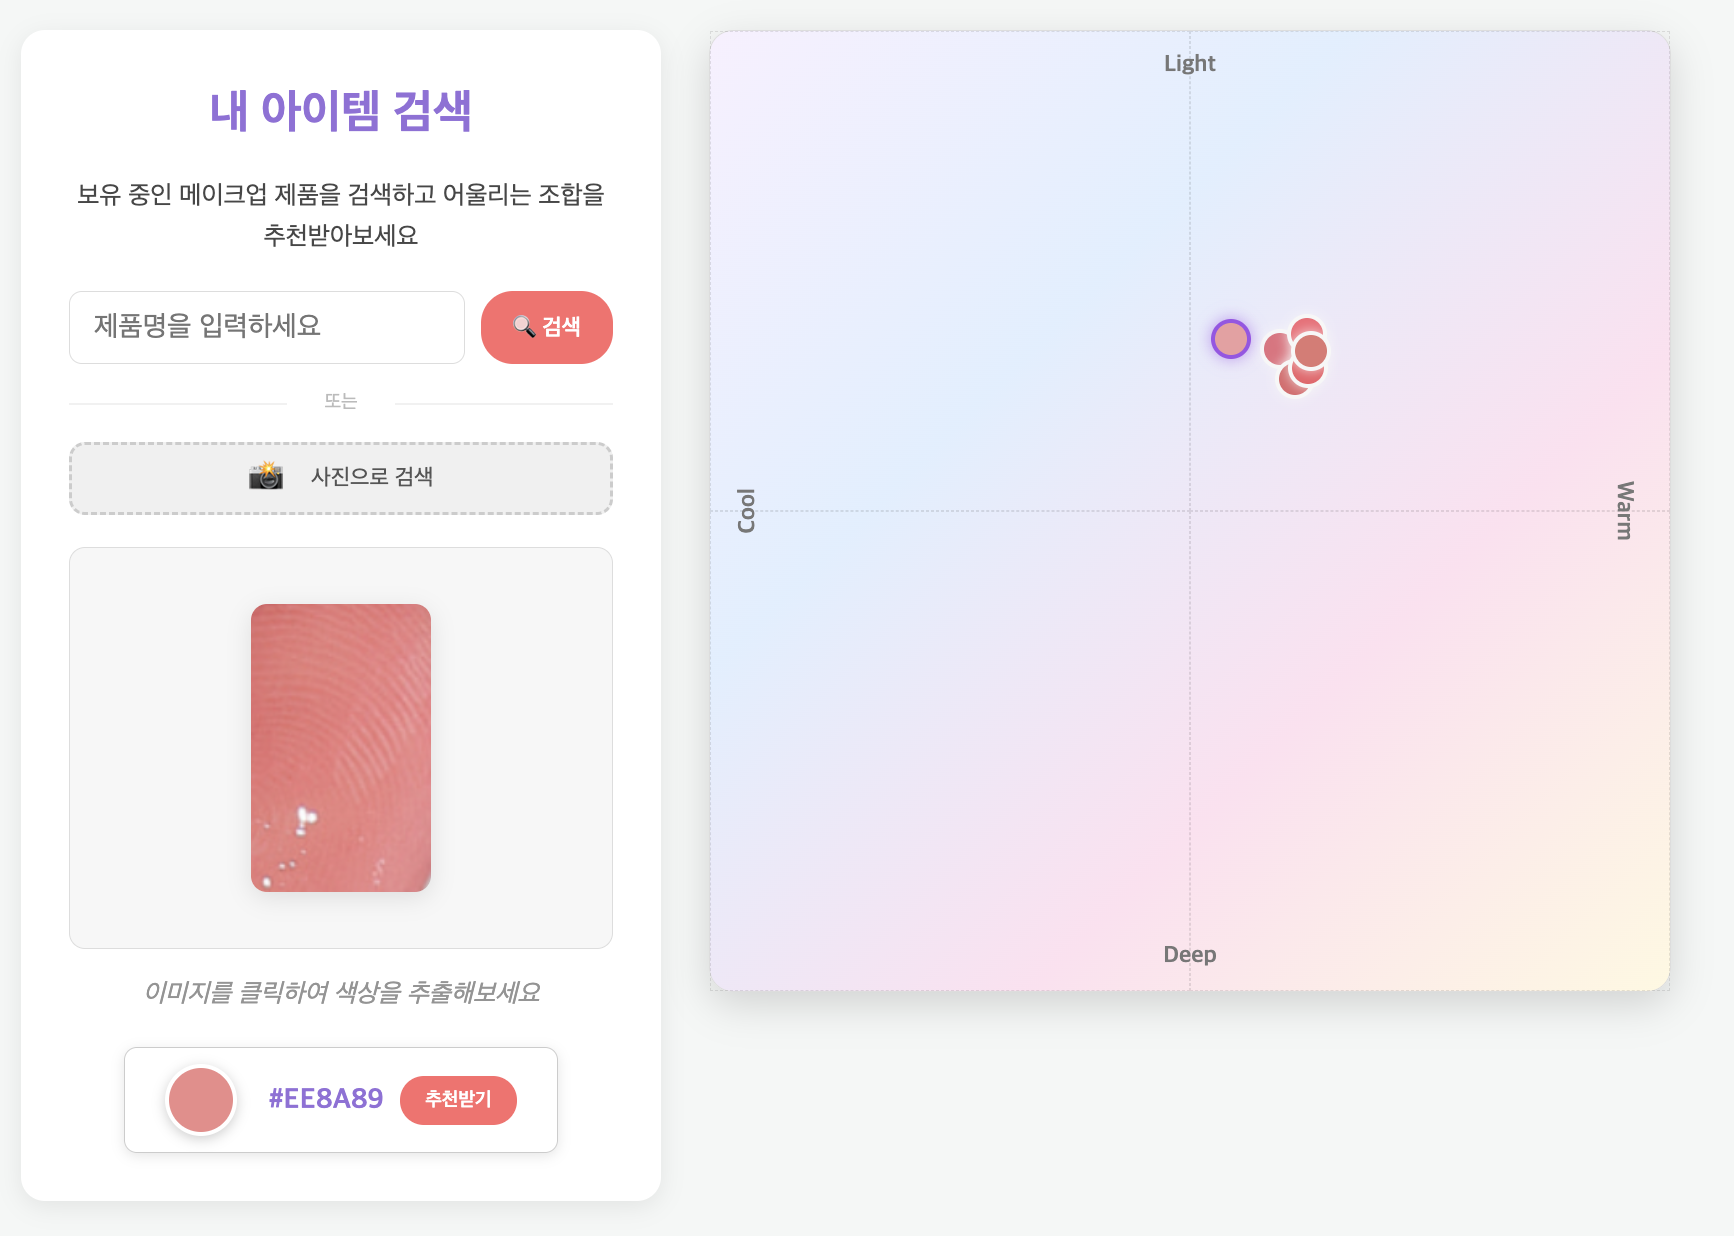 내 아이템 검색
보유 중인 메이크업 제품을 검색하고 어울리는 조합을
추천받아보세요
제품명을 입력하세요
검색
또는
사진으로 검색
이미지를 클릭하여 색상을 추출해보세요
#EE8A89
추천받기
Light
Cool
Warm
Deep